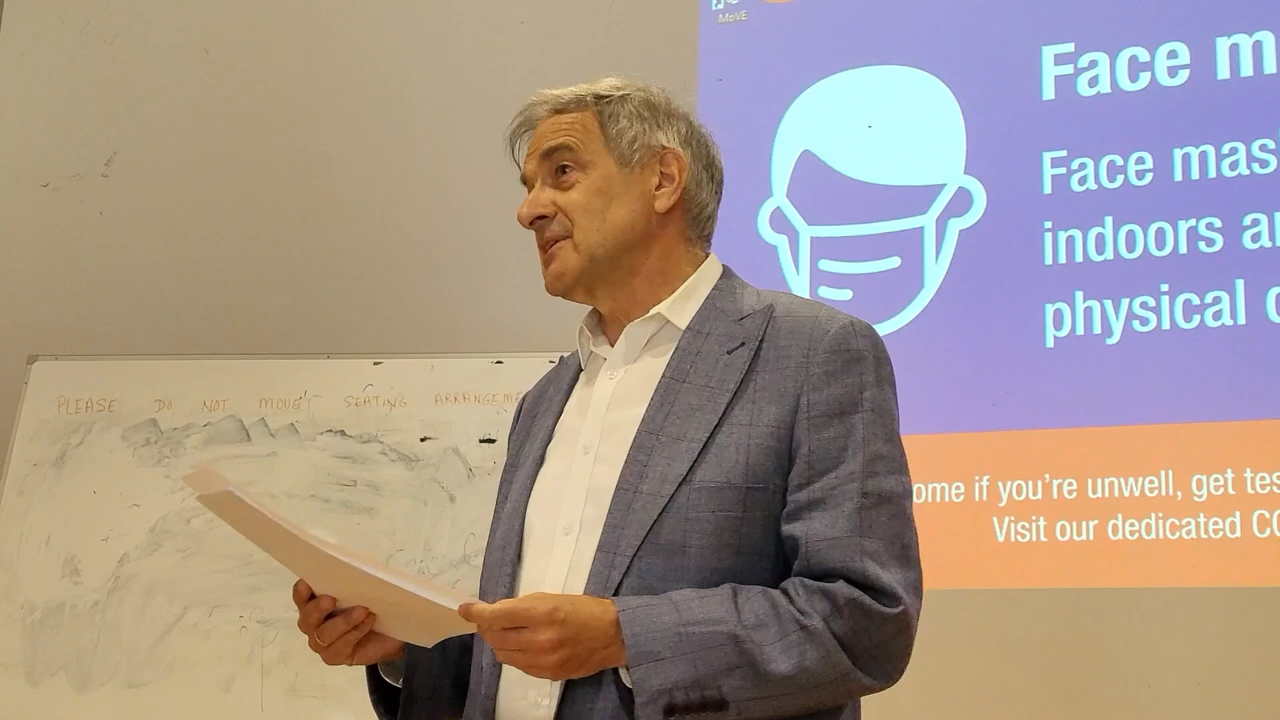 MoVE
Face m
Face mas
indoors a
physical
PLEASE DO NOT MOVE SEATING ARRANGEME
ome if you're unwell, get tes
Visit our dedicated CO